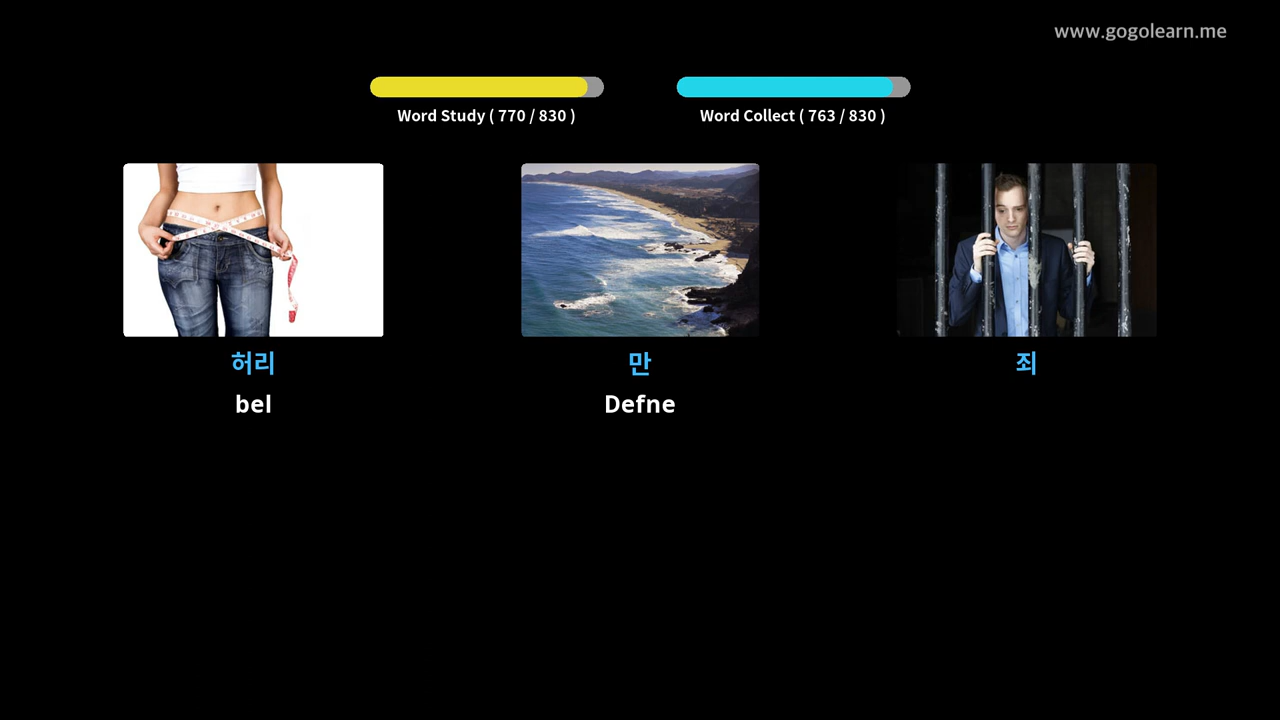 www.gogolearn.me
Word Study ( 770 / 830 )
Word Collect ( 763 / 830 )
허리
만
죄
bel
Defne